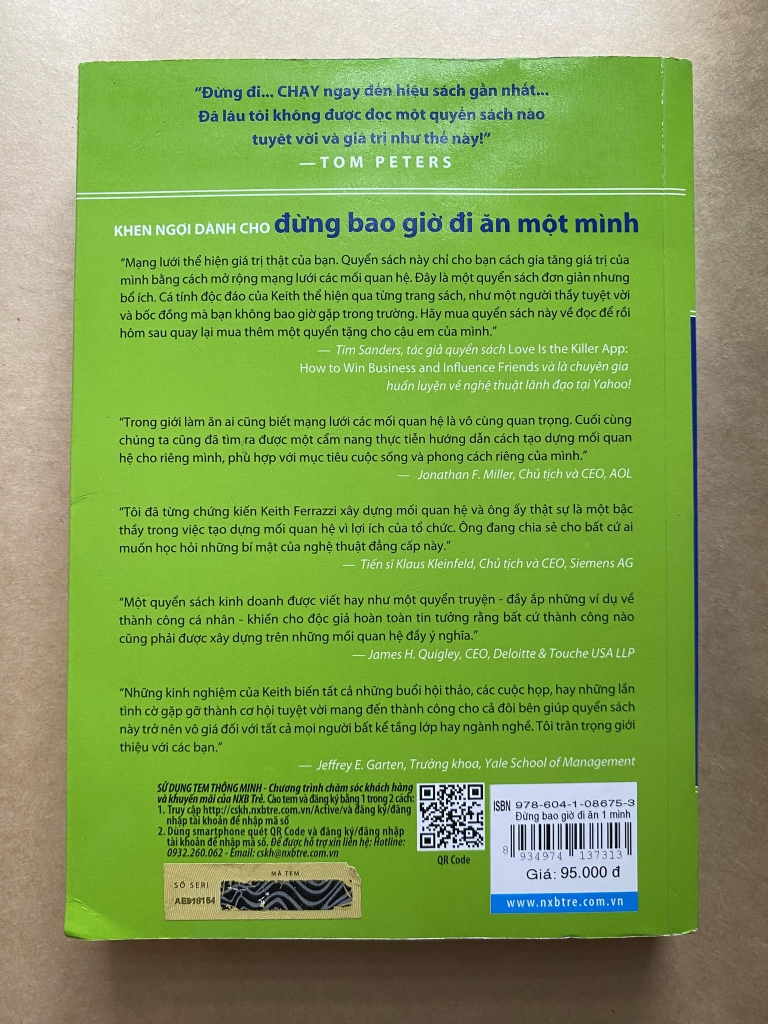 “Đừng đi... CHẠY ngay đến hiệu sách gần nhất...
Đã lâu tôi không được đọc một quyển sách nào
tuyệt vời và giá trị như thế này!”
—TOM PETERS
KHEN NGỢI DÀNH CHO đừng bao giờ đi ăn một mình
“Mạng lưới thể hiện giá trị thật của bạn. Quyển sách này chỉ cho bạn cách gia tăng giá trị của
mình bằng cách mở rộng mạng lưới các mối quan hệ. Đây là một quyển sách đơn giản nhưng
bổ ích. Cá tính độc đáo của Keith thể hiện qua từng trang sách, như một người thầy tuyệt vời
và bốc đồng mà bạn không bao giờ gặp trong trường. Hãy mua quyển sách này về đọc để rồi
hôm sau quay lại mua thêm một quyển tặng cho cậu em của mình.”
— Tim Sanders, tác giả quyển sách Love Is the Killer App:
How to Win Business and Influence Friends và là chuyên gia
huấn luyện về nghệ thuật lãnh đạo tại Yahoo!
“Trong giới làm ăn ai cũng biết mạng lưới các mối quan hệ là vô cùng quan trọng. Cuối cùng
chúng ta cũng đã tìm ra được một cẩm nang thực tiễn hướng dẫn cách tạo dựng mối quan
hệ cho riêng mình, phù hợp với mục tiêu cuộc sống và phong cách riêng của mình.”
— Jonathan F. Miller, Chủ tịch và CEO, AOL
“Tôi đã từng chứng kiến Keith Ferrazzi xây dựng mối quan hệ và ông ấy thật sự là một bậc
thầy trong việc tạo dựng mối quan hệ vì lợi ích của tổ chức. Ông đang chia sẻ cho bất cứ ai
muốn học hỏi những bí mật của nghệ thuật đẳng cấp này.”
— Tiến sĩ Klaus Kleinfeld, Chủ tịch và CEO, Siemens AG
“Một quyển sách kinh doanh được viết hay như một quyển truyện - đầy ắp những ví dụ về
thành công cá nhân - khiến cho độc giả hoàn toàn tin tưởng rằng bất cứ thành công nào
cũng phải được xây dựng trên những mối quan hệ đầy ý nghĩa.”
— James H. Quigley, CEO, Deloitte & Touche USA LLP
“Những kinh nghiệm của Keith biến tất cả những buổi hội thảo, các cuộc họp, hay những lần
tình cờ gặp gỡ thành cơ hội tuyệt vời mang đến thành công cho cả đôi bên giúp quyển sách
này trở nên vô giá đối với tất cả mọi người bất kể tầng lớp hay ngành nghề. Tôi trân trọng giới
thiệu với các bạn.”
— Jeffrey E. Garten, Trưởng khoa, Yale School of Management
SỬ DỤNG TEM THÔNG MINH - Chương trình chăm sóc khách hàng
và khuyến mãi của NXB Trẻ. Cào tem và đăng ký bằng 1 trong 2 cách:
1. Truy cập http://cskh.nxbtre.com.vn/Active/và đăng ký/đăng
nhập tài khoản để nhập mã số
2. Dùng smartphone quét QR Code và đăng ký/đăng nhập
tài khoản để nhập mã số. Để được hỗ trợ xin liên hệ: Hotline:
0932.260.062 - Email: cskh@nxbtre.com.vn
QR Code
MÃ TEM
SỐ SERI
AE918164
ISBN 978-604-1-08675-3
Đừng bao giờ đi ăn 1 mình
8 934974 137313
Giá: 95.000 đ
www.nxbtre.com.vn